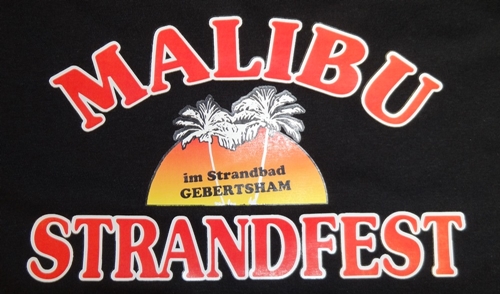 MALIBU
im Strandbad
GEBERTSHAM
STRANDFEST